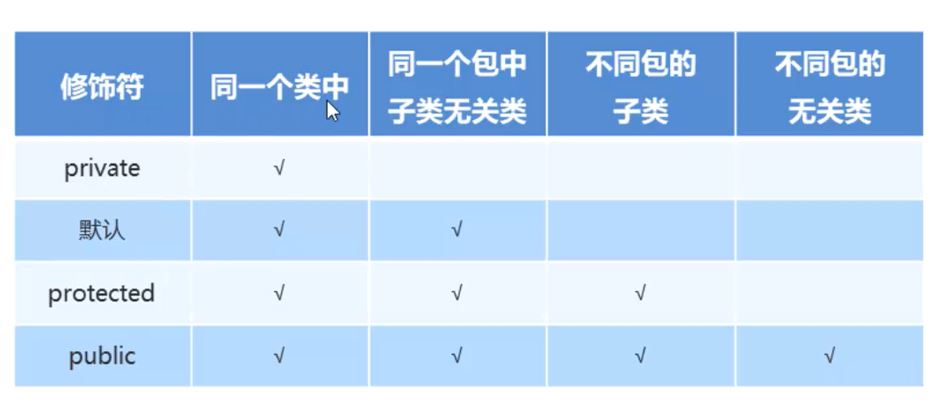 修饰符 同一个类中 同一个包中 不同包的 不同包的
子类无关类 子类 无关类
private √
默认 √ √
protected √ √ √
public √ √ √ √